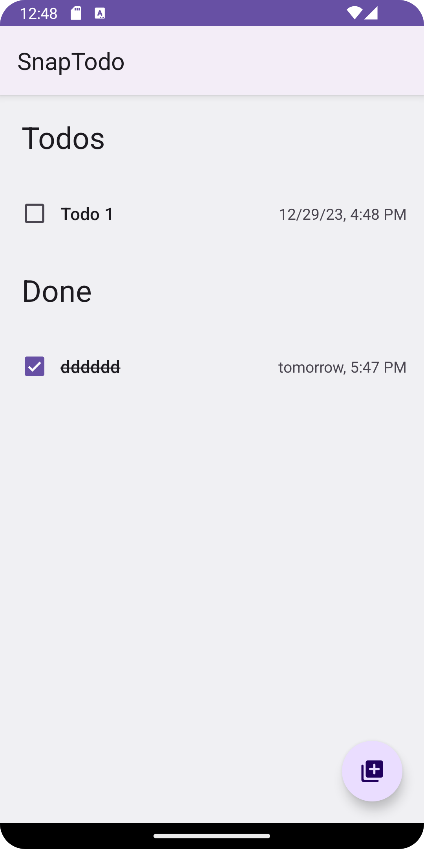 12:48
SnapTodo
Todos
Todo 1 12/29/23, 4:48 PM
Done
dddddd tomorrow, 5:47 PM